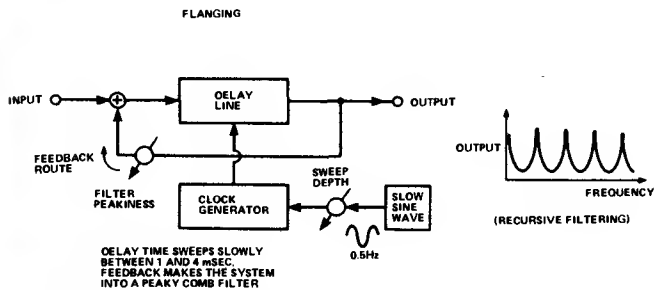 FLANGING
INPUT
OELAY
LINE
OUTPUT
FEEDBACK
ROUTE
FILTER
PEAKINESS
CLOCK
GENERATOR
SWEEP
DEPTH
SLOW
SINE
WAVE
0.5Hz
OUTPUT
FREQUENCY
(RECURSIVE FILTERING)
OELAY TIME SWEEPS SLOWLY
BETWEEN 1 AND 4 mSEC.
FEEDBACK MAKES THE SYSTEM
INTO A PEAKY COMB FILTER